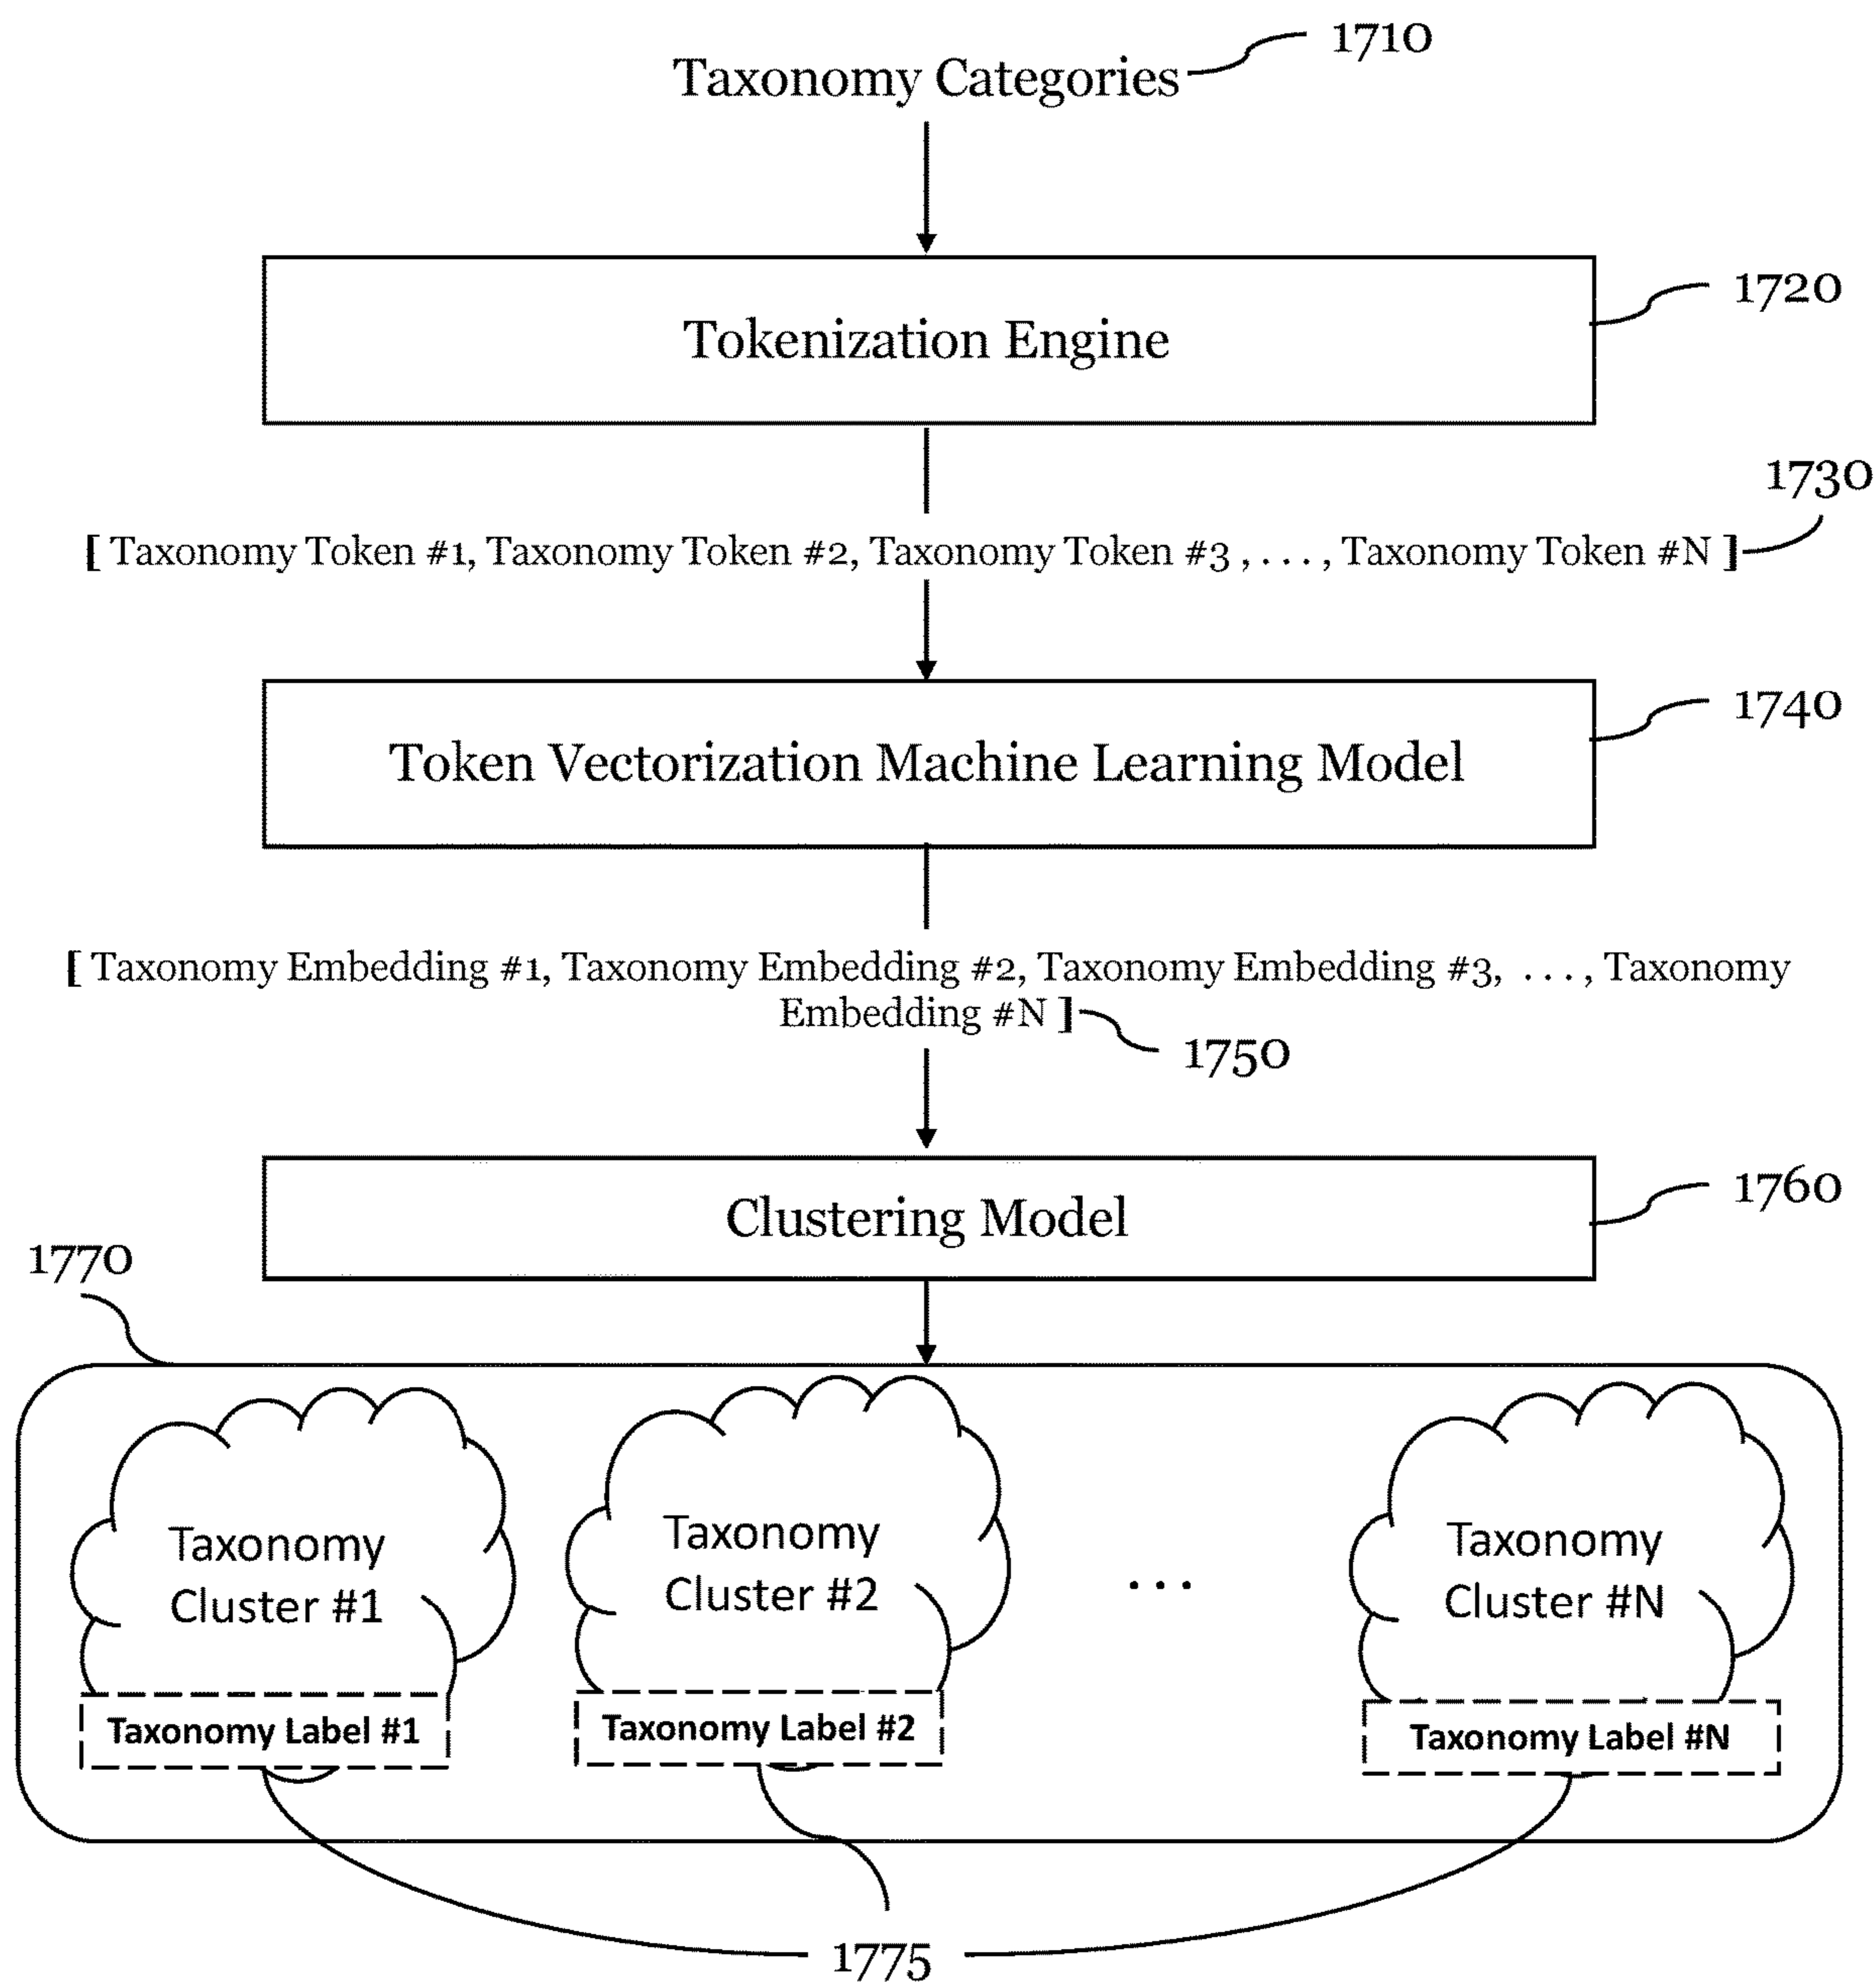 1710
Taxonomy Categories
1720
Tokenization Engine
1730
[ Taxonomy Token #1, Taxonomy Token #2, Taxonomy Token #3 , . . . , Taxonomy Token #N ]
1740
Token Vectorization Machine Learning Model
[ Taxonomy Embedding #1, Taxonomy Embedding #2, Taxonomy Embedding #3, . . . , Taxonomy
Embedding #N ]
1750
1760
Clustering Model
1770
Taxonomy
Cluster #1
Taxonomy Label #1
Taxonomy
Cluster #2
Taxonomy Label #2
. . .
Taxonomy
Cluster #N
Taxonomy Label #N
1775